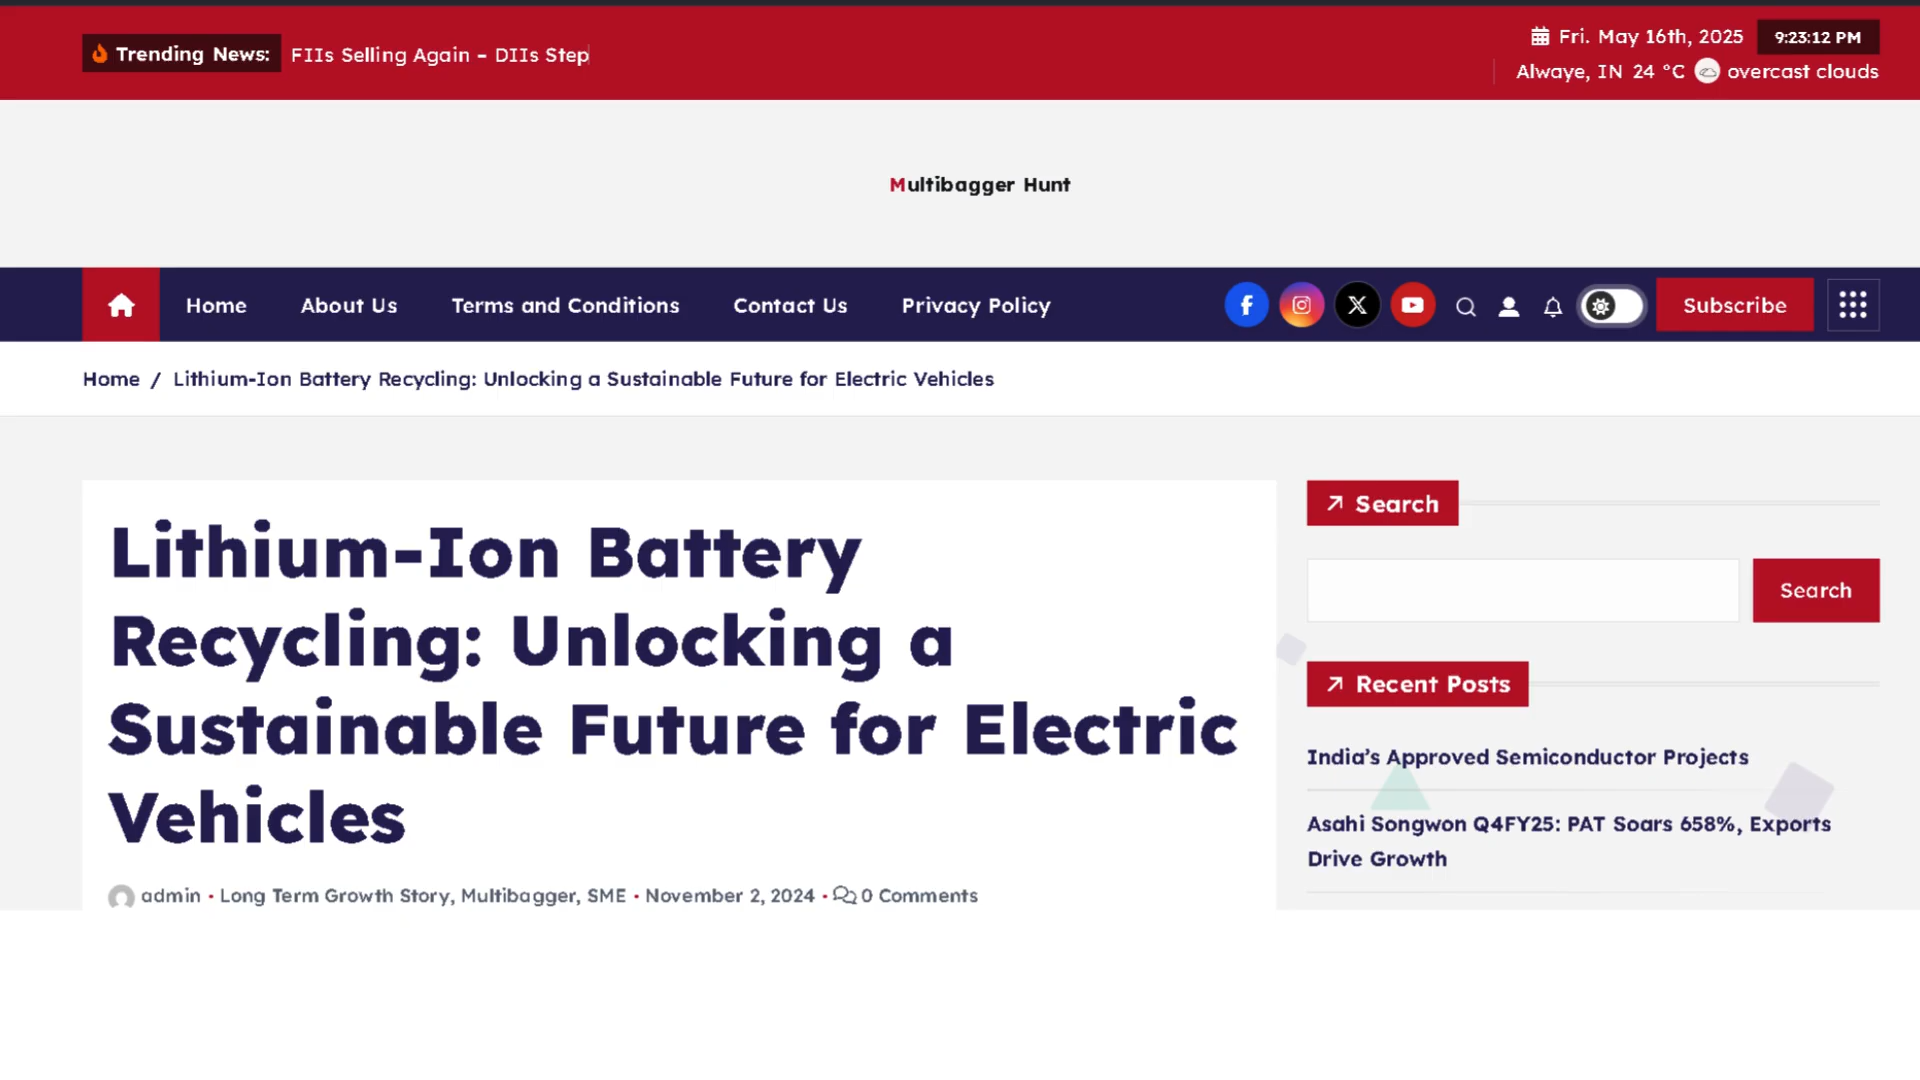 Trending News: FIIs Selling Again – DIIs Step
Fri. May 16th, 2025 9:23:12 PM
Alwaye, IN 24 °C overcast clouds
Multibagger Hunt
Home About Us Terms and Conditions Contact Us Privacy Policy Subscribe
Home / Lithium-Ion Battery Recycling: Unlocking a Sustainable Future for Electric Vehicles
Lithium-Ion Battery
Recycling: Unlocking a
Sustainable Future for Electric
Vehicles
admin • Long Term Growth Story, Multibagger, SME • November 2, 2024 • 0 Comments
Search
Search
Recent Posts
India’s Approved Semiconductor Projects
Asahi Songwon Q4FY25: PAT Soars 658%, Exports
Drive Growth